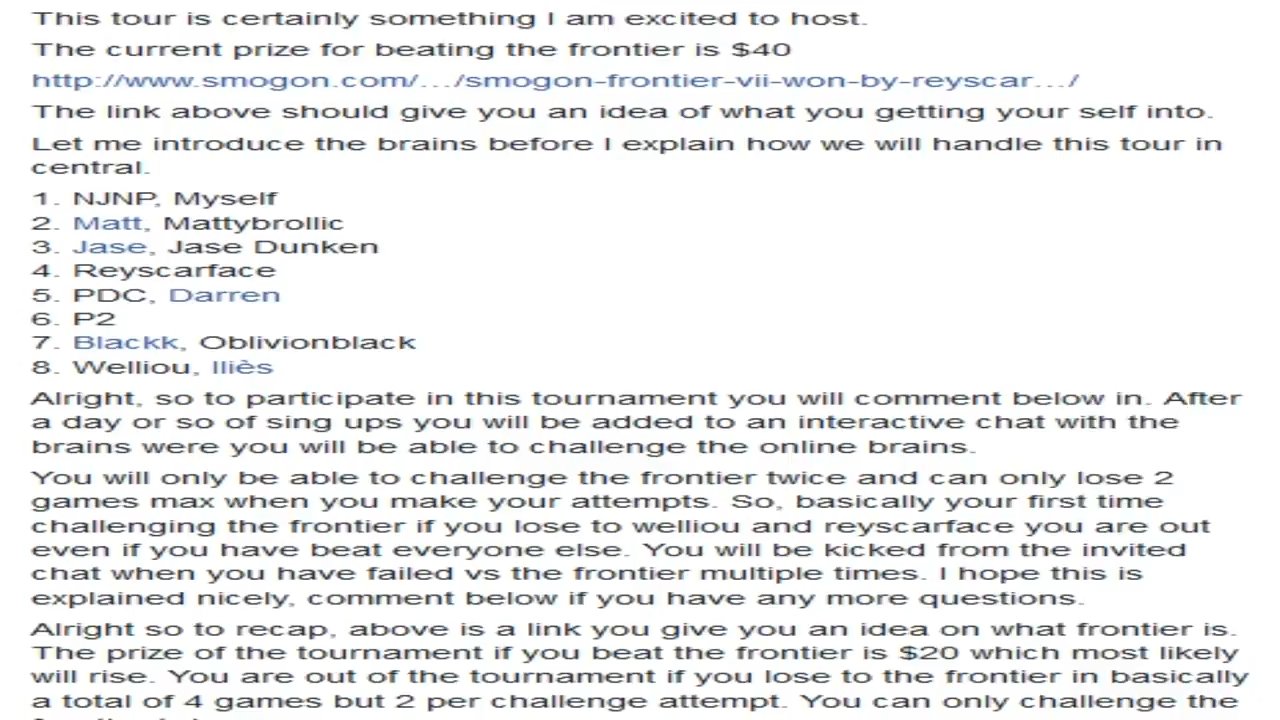 This tour is certainly something I am excited to host.
The current prize for beating the frontier is $40
http://www.smogon.com/.../smogon-frontier-vii-won-by-reyscar.../
The link above should give you an idea of what you getting your self into.
Let me introduce the brains before I explain how we will handle this tour in
central.
1. NJNP, Myself
2. Matt, Mattybrollic
3. Jase, Jase Dunken
4. Reyscarface
5. PDC, Darren
6. P2
7. Blackk, Oblivionblack
8. Welliou, Iliès
Alright, so to participate in this tournament you will comment below in. After
a day or so of sing ups you will be added to an interactive chat with the
brains were you will be able to challenge the online brains.
You will only be able to challenge the frontier twice and can only lose 2
games max when you make your attempts. So, basically your first time
challenging the frontier if you lose to welliou and reyscarface you are out
even if you have beat everyone else. You will be kicked from the invited
chat when you have failed vs the frontier multiple times. I hope this is
explained nicely, comment below if you have any more questions.
Alright so to recap, above is a link you give you an idea on what frontier is.
The prize of the tournament if you beat the frontier is $20 which most likely
will rise. You are out of the tournament if you lose to the frontier in basically
a total of 4 games but 2 per challenge attempt. You can only challenge the